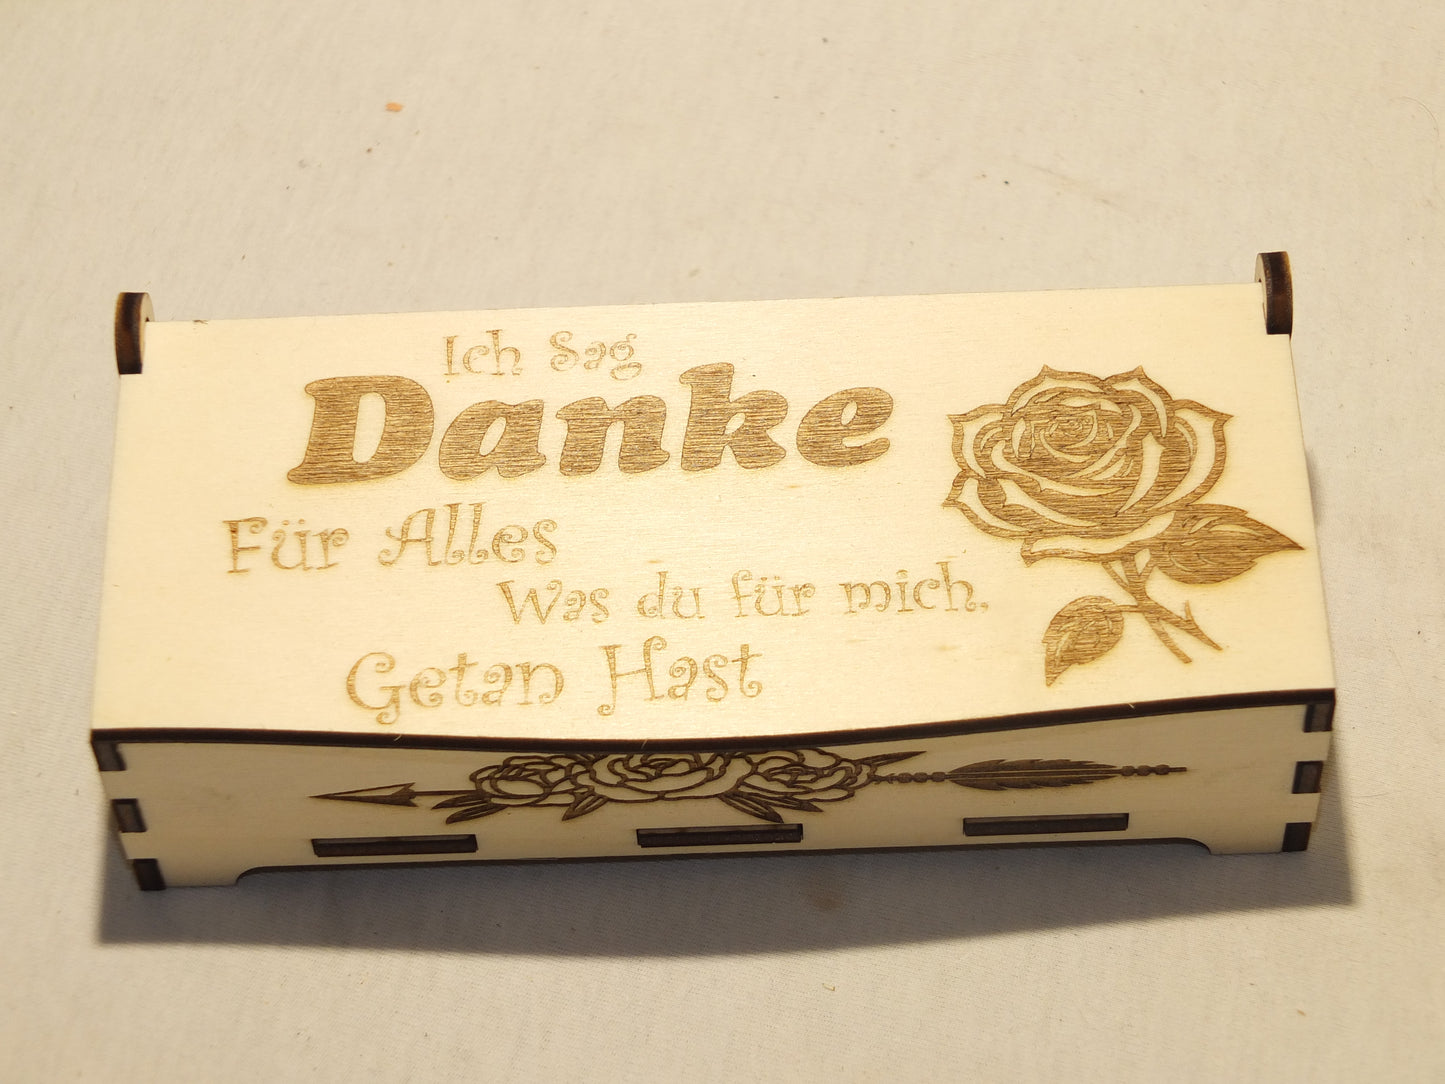 Ich Sag
Danke
Für Alles
Was du für mich,
Getan Hast